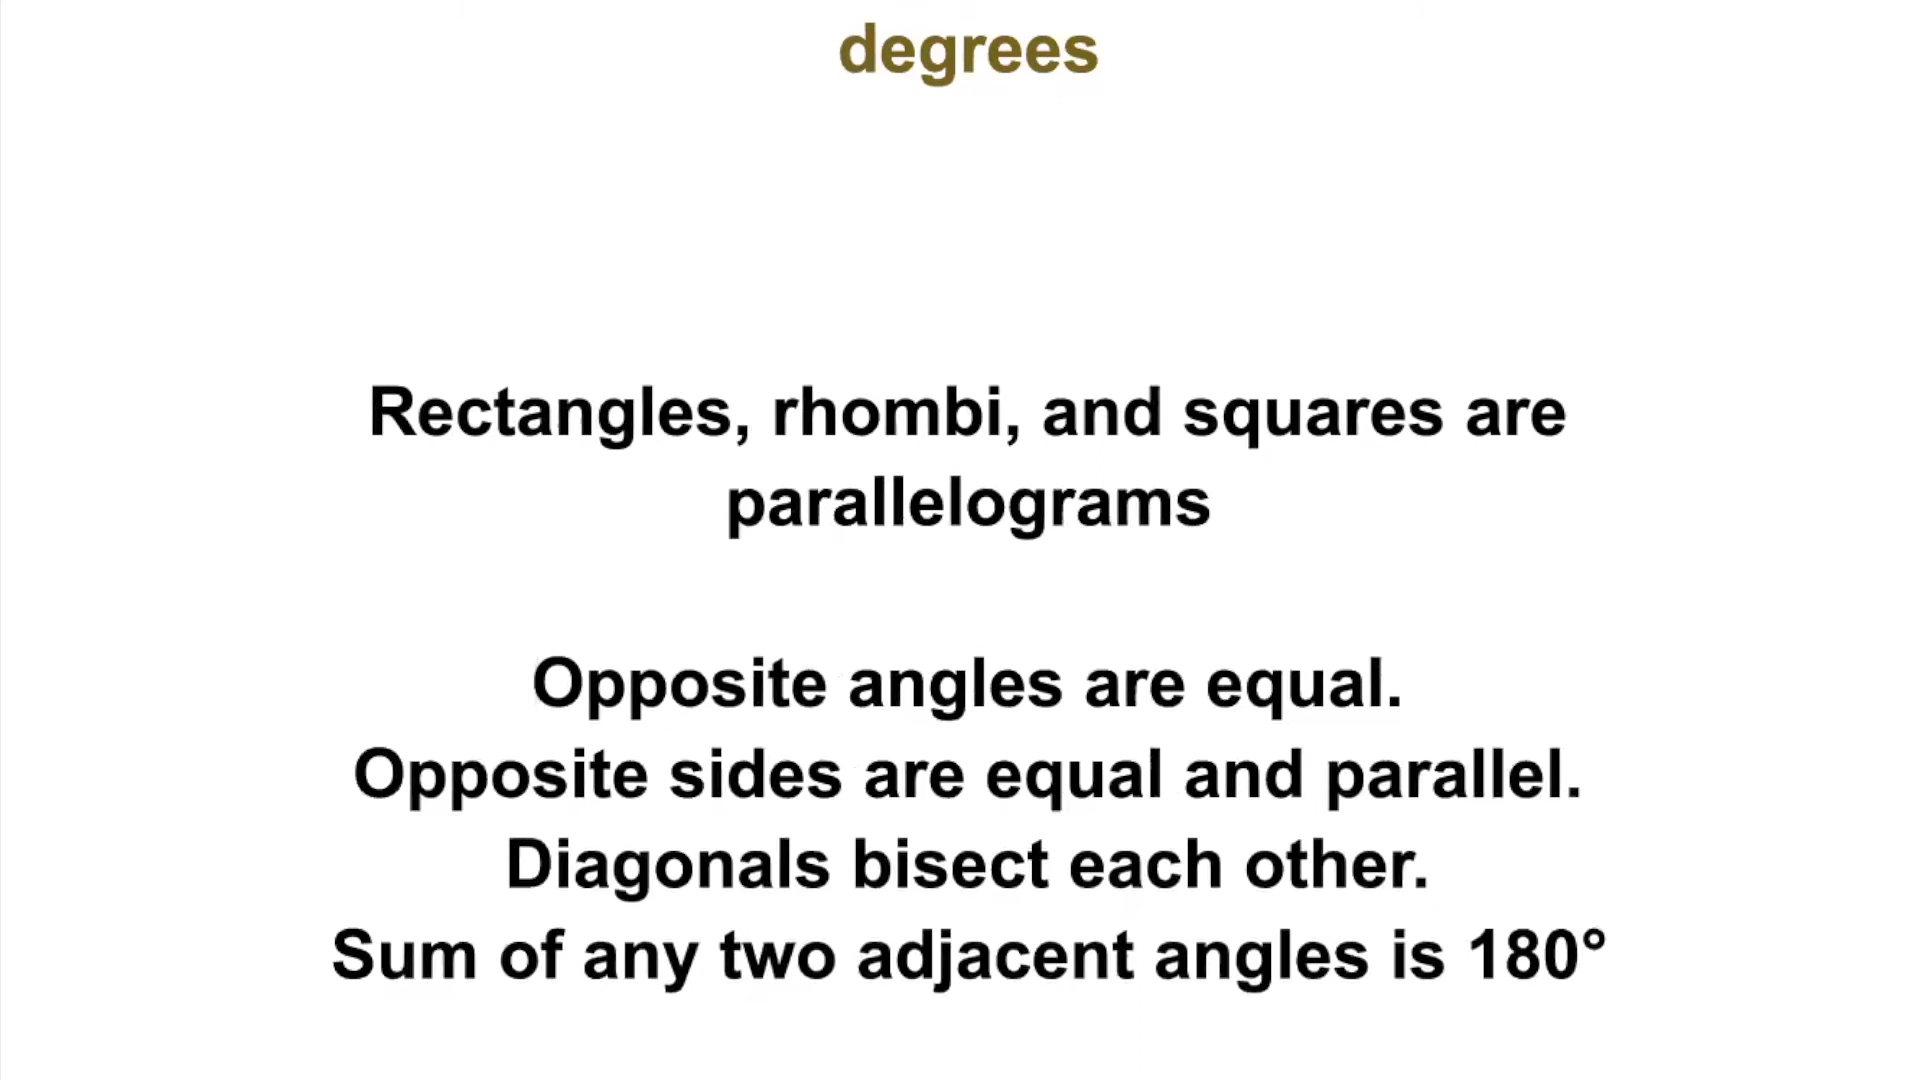 degrees
Rectangles, rhombi, and squares are
parallelograms
Opposite angles are equal.
Opposite sides are equal and parallel.
Diagonals bisect each other.
Sum of any two adjacent angles is 180°